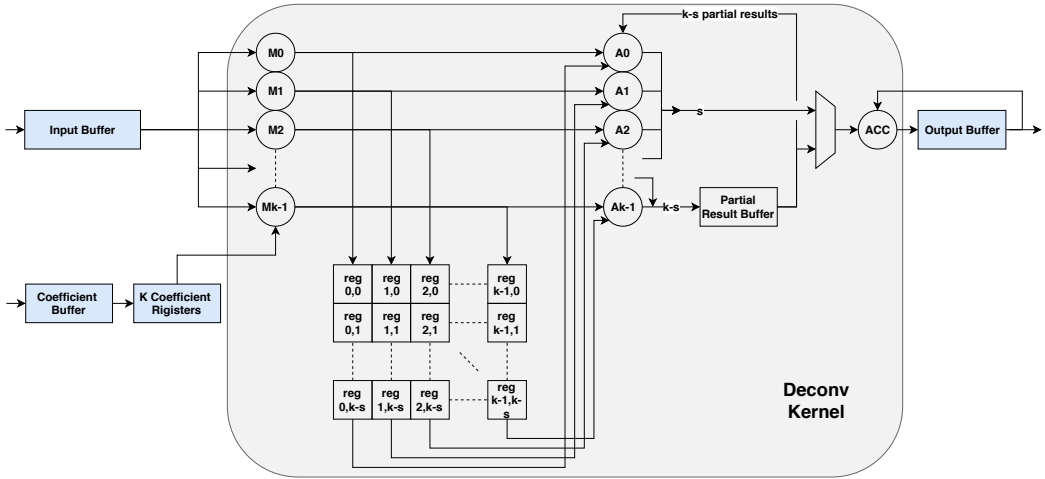 k-s partial results
M0
A0
M1
A1
s
Input Buffer
M2
A2
ACC
Output Buffer
Mk-1
Ak-1
k-s
Partial
Result Buffer
reg
0,0
reg
1,0
reg
2,0
reg
k-1,0
Coefficient
Buffer
K Coefficient
Rigisters
reg
0,1
reg
1,1
reg
2,1
reg
k-1,1
reg
0,k-s
reg
1,k-s
reg
2,k-s
reg
k-1,k-
s
Deconv
Kernel